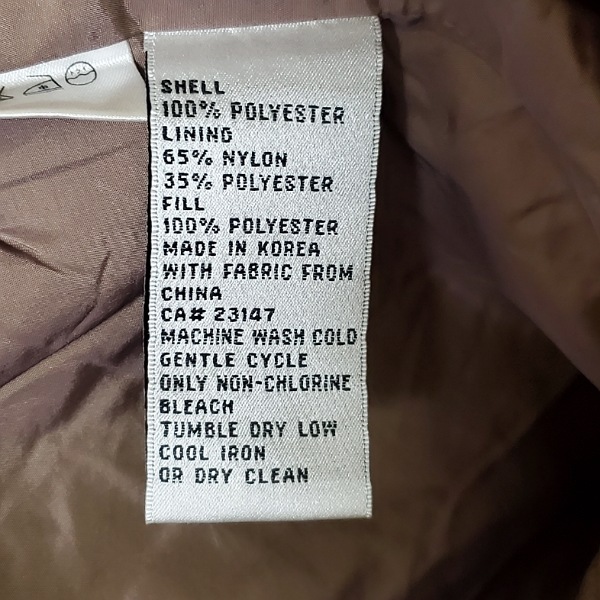 SHELL
100% POLYESTER
LINING
65% NYLON
35% POLYESTER
FILL
100% POLYESTER
MADE IN KOREA
WITH FABRIC FROM
CHINA
CA# 23147
MACHINE WASH COLD
GENTLE CYCLE
ONLY NON-CHLORINE
BLEACH
TUMBLE DRY LOW
COOL IRON
OR DRY CLEAN